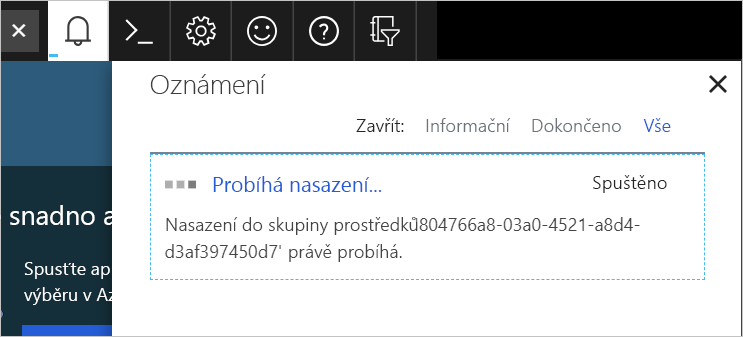 Oznámení
Zavřít: Informační Dokončeno Vše
Probíhá nasazení... Spuštěno
Nasazení do skupiny prostředků804766a8-03a0-4521-a8d4-
d3af397450d7' právě probíhá.
snadno a
Spusťte ap
výběru v Az